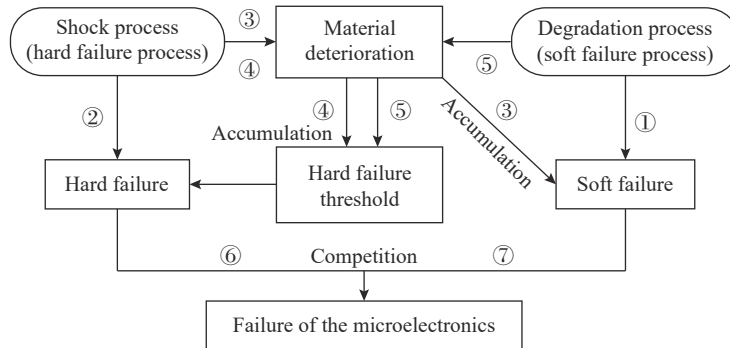 Shock process
(hard failure process)
③
④
Material
deterioration
Degradation process
(soft failure process)
⑤
②
④
⑤
③
①
Accumulation
Accumulation
Hard failure
Hard failure
threshold
Soft failure
⑥
Competition
⑦
Failure of the microelectronics